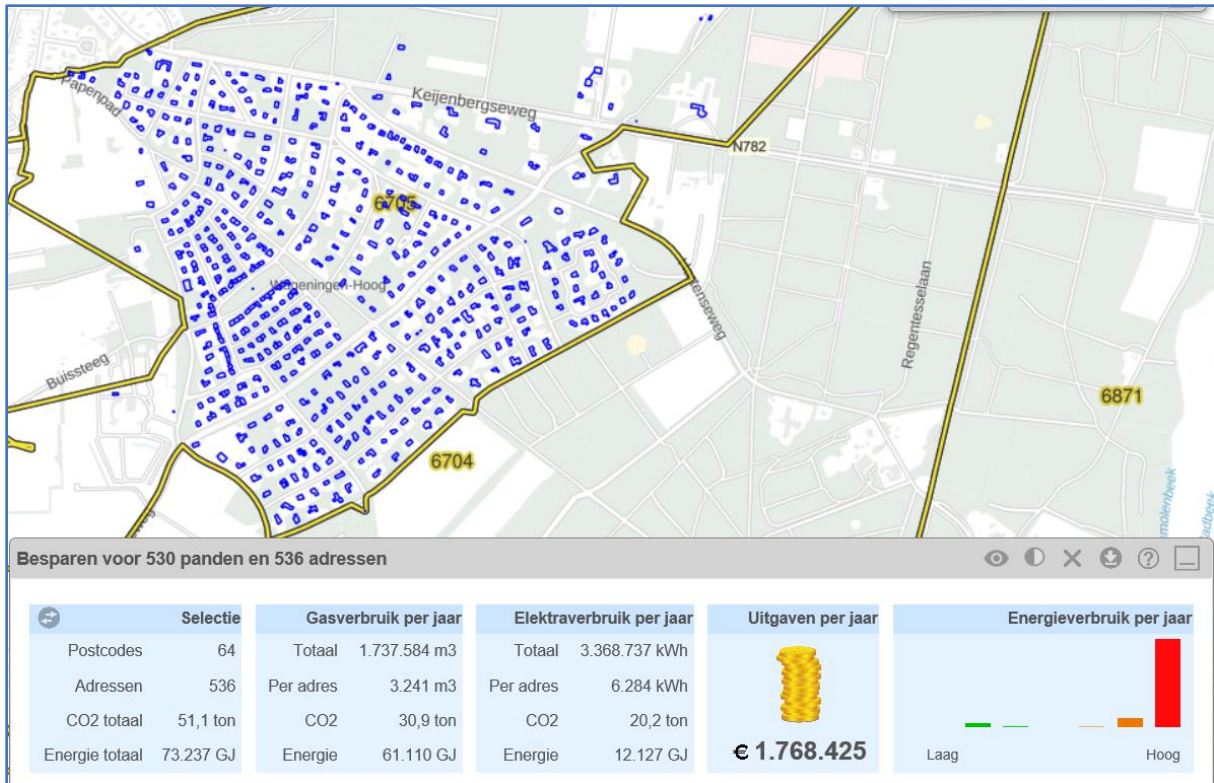 Papenpad
Keijenbergseweg
N782
6705
Wageningen-Hoog
Regentesselaan
Buissteeg
6871
6704
Besparen voor 530 panden en 536 adressen
Selectie
Postcodes 64
Adressen 536
CO2 totaal 51,1 ton
Energie totaal 73.237 GJ
Gasverbruik per jaar
Totaal 1.737.584 m3
Per adres 3.241 m3
CO2 30,9 ton
Energie 61.110 GJ
Elektraverbruik per jaar
Totaal 3.368.737 kWh
Per adres 6.284 kWh
CO2 20,2 ton
Energie 12.127 GJ
Uitgaven per jaar
€ 1.768.425
Energieverbruik per jaar
Laag Hoog